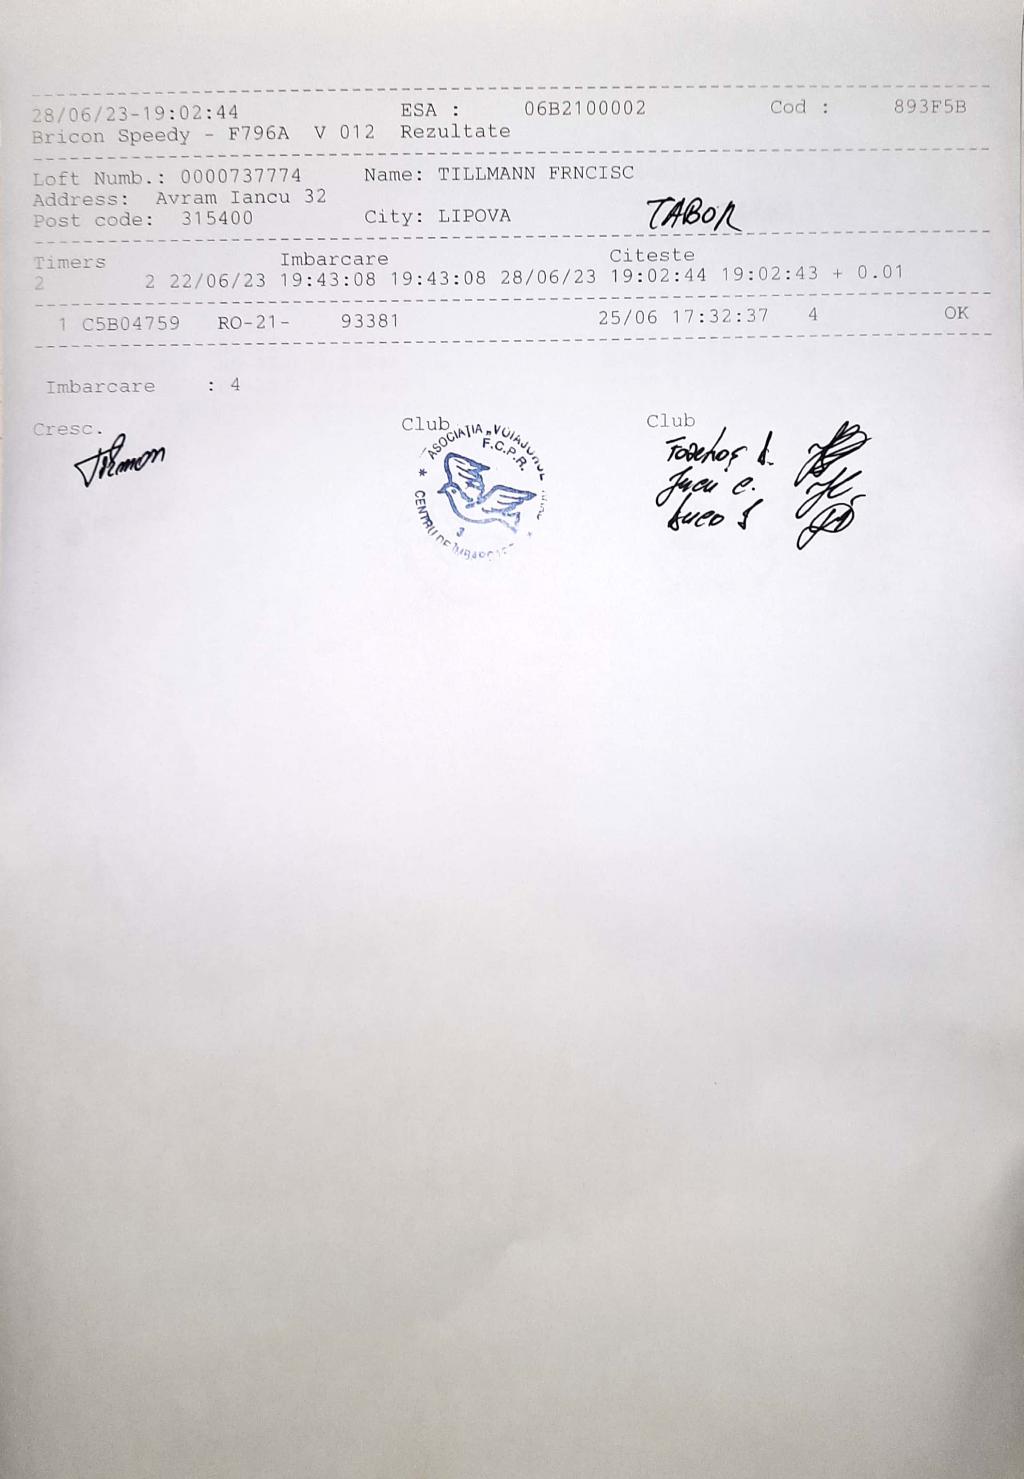 28/06/23-19:02:44 ESA : 06B2100002 Cod : 893F5B
Bricon Speedy - F796A V 012 Rezultate
Loft Numb.: 0000737774 Name: TILLMANN FRNCISC
Address: Avram Iancu 32
Post code: 315400 City: LIPOVA TABOR
Timers Imbarcare Citeste
2 2 22/06/23 19:43:08 19:43:08 28/06/23 19:02:44 19:02:43 + 0.01
1 C5B04759 RO-21- 93381 25/06 17:32:37 4 OK
Imbarcare : 4
Cresc. Club Club
ASOCIAȚIA „VOIAJORUL
F.C.P.R.
3
CENTRU DE